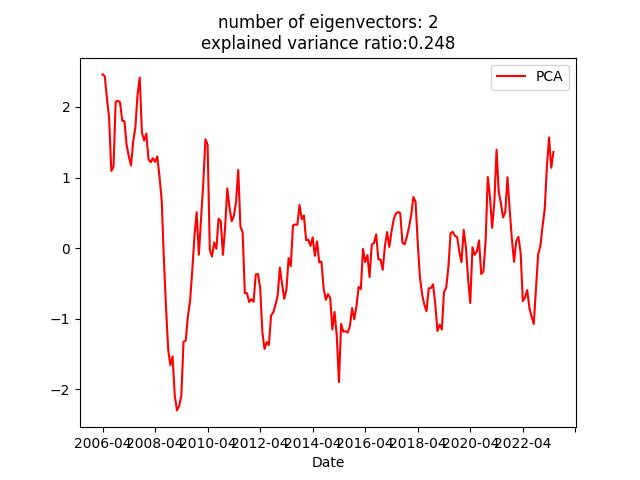 number of eigenvectors: 2
explained variance ratio:0.248
PCA
2
1
0
−1
−2
2006-04 2008-04 2010-04 2012-04 2014-04 2016-04 2018-04 2020-04 2022-04
Date